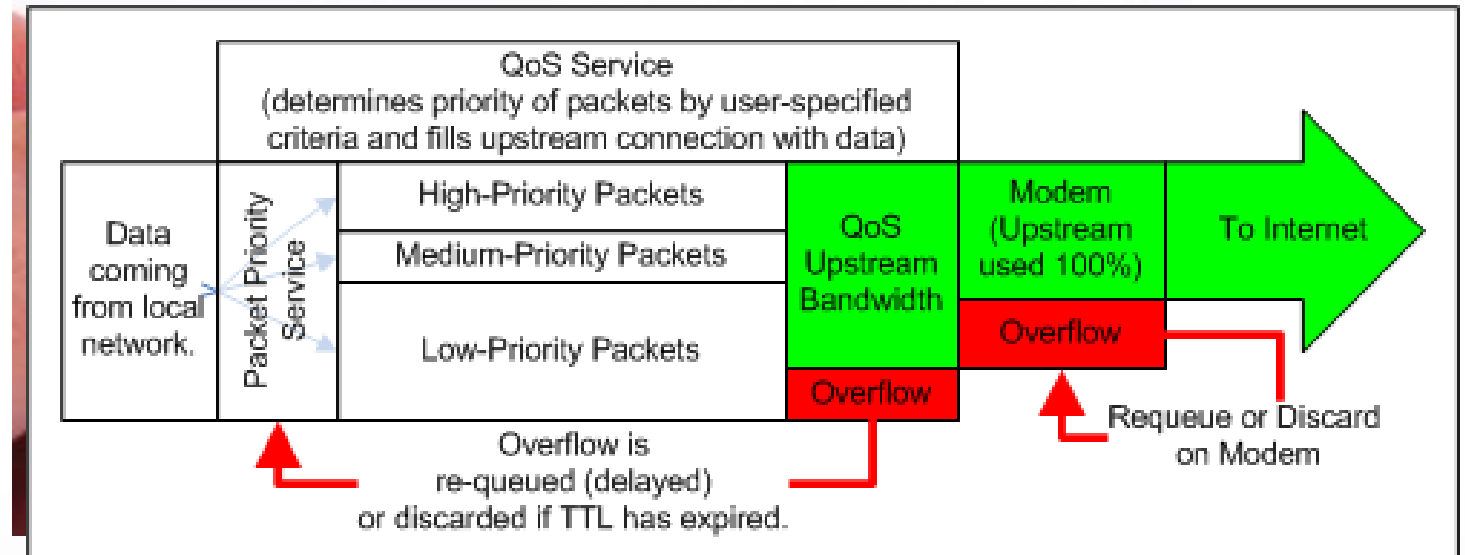 QoS Service
(determines priority of packets by user-specified
criteria and fills upstream connection with data)
Data
coming
from local
network.
Packet Priority
Service
High-Priority Packets
Medium-Priority Packets
Low-Priority Packets
QoS
Upstream
Bandwidth
Overflow
Modem
(Upstream
used 100%)
Overflow
To Internet
Requeue or Discard
on Modem
Overflow is
re-queued (delayed)
or discarded if TTL has expired.